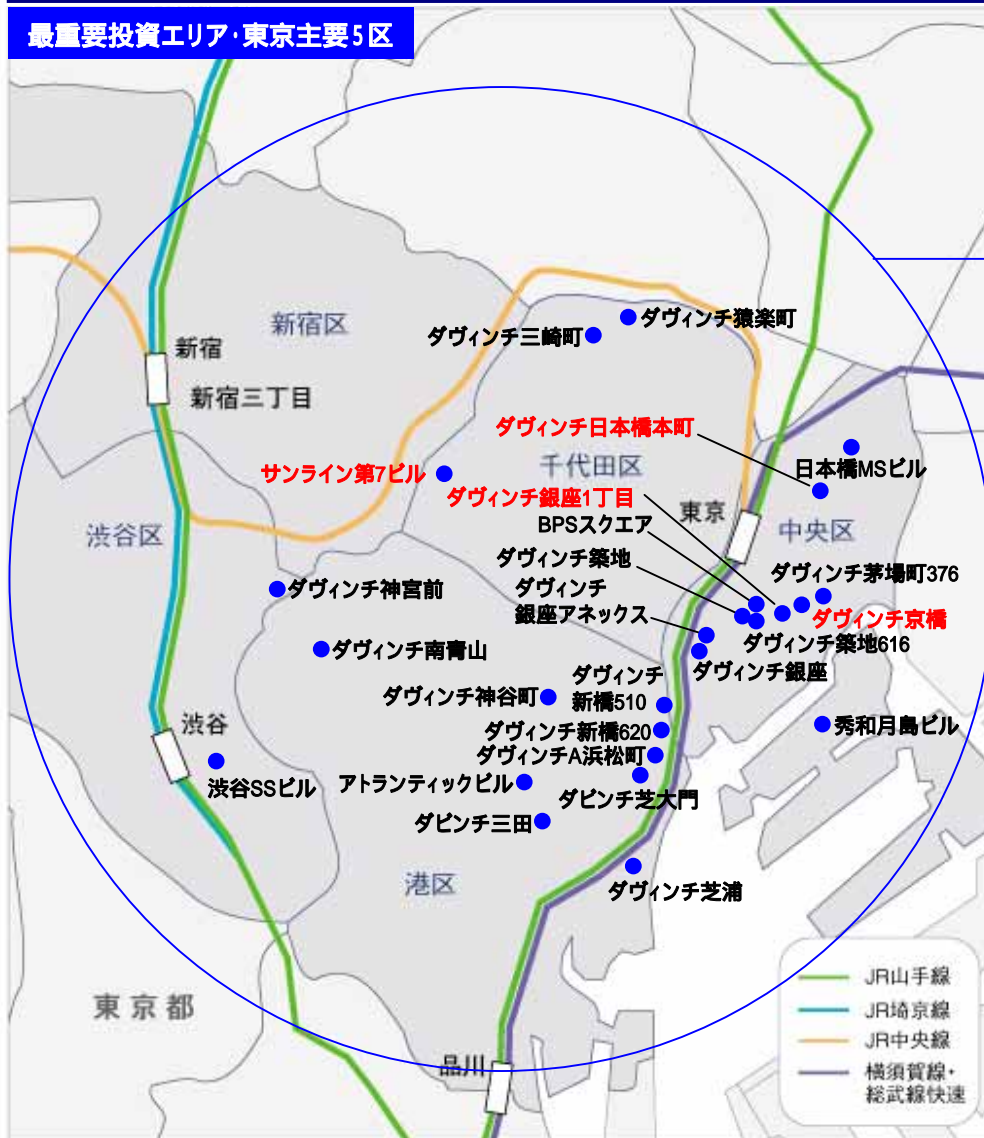 最重要投資エリア・東京主要5区
新宿区
ダヴィンチ猿楽町
ダヴィンチ三崎町
新宿
新宿三丁目
ダヴィンチ日本橋本町
千代田区
日本橋MSビル
サンライン第7ビル
ダヴィンチ銀座1丁目
東京
BPSスクエア
中央区
渋谷区
ダヴィンチ築地
ダヴィンチ茅場町376
ダヴィンチ神宮前
ダヴィンチ
銀座アネックス
ダヴィンチ京橋
ダヴィンチ築地616
ダヴィンチ南青山
ダヴィンチ銀座
ダヴィンチ
新橋510
ダヴィンチ神谷町
渋谷
ダヴィンチ新橋620
秀和月島ビル
ダヴィンチA浜松町
渋谷SSビル
アトランティックビル
ダビンチ芝大門
ダビンチ三田
港区
ダヴィンチ芝浦
東京都
品川
JR山手線
JR埼京線
JR中央線
横須賀線・
総武線快速